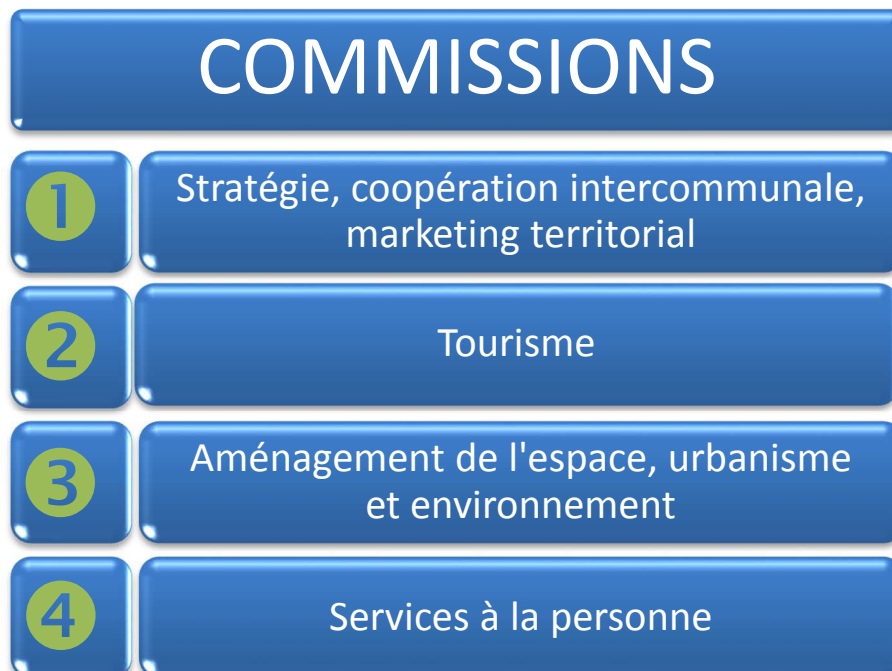 COMMISSIONS
1
Stratégie, coopération intercommunale,
marketing territorial
2
Tourisme
3
Aménagement de l'espace, urbanisme
et environnement
4
Services à la personne